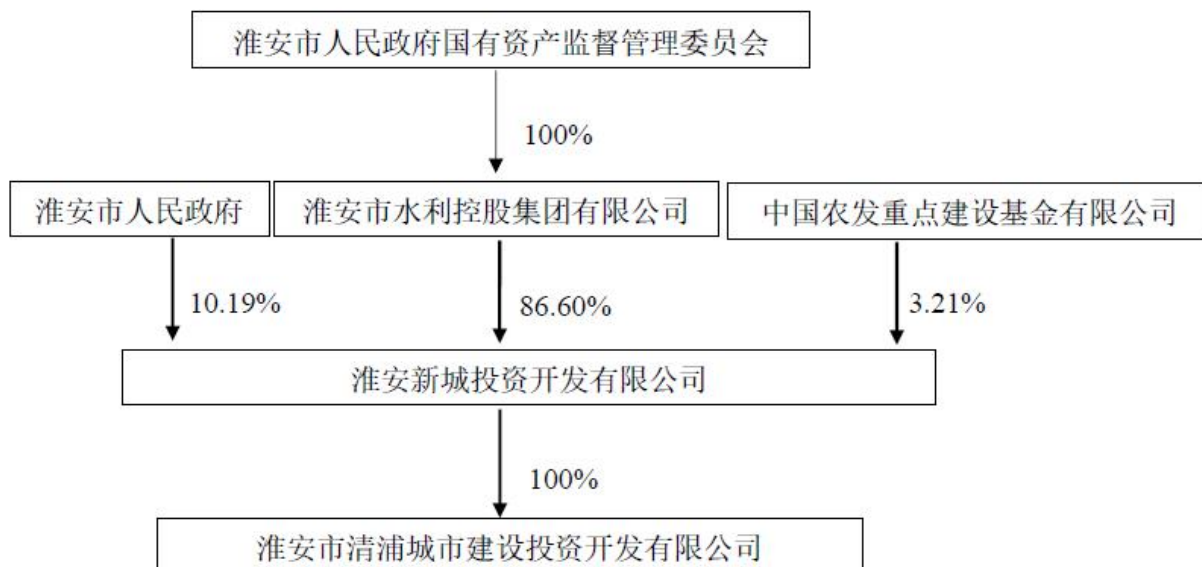 淮安市人民政府国有资产监督管理委员会
100%
淮安市人民政府
淮安市水利控股集团有限公司
中国农发重点建设基金有限公司
10.19%
86.60%
3.21%
淮安新城投资开发有限公司
100%
淮安市清浦城市建设投资开发有限公司